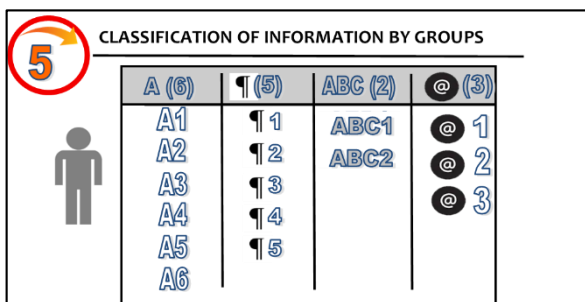 5
CLASSIFICATION OF INFORMATION BY GROUPS
A (6) ¶ (5) ABC (2) @ (3)
A1 ¶ 1 ABC1 @ 1
A2 ¶ 2 ABC2 @ 2
A3 ¶ 3 @ 3
A4 ¶ 4
A5 ¶ 5
A6